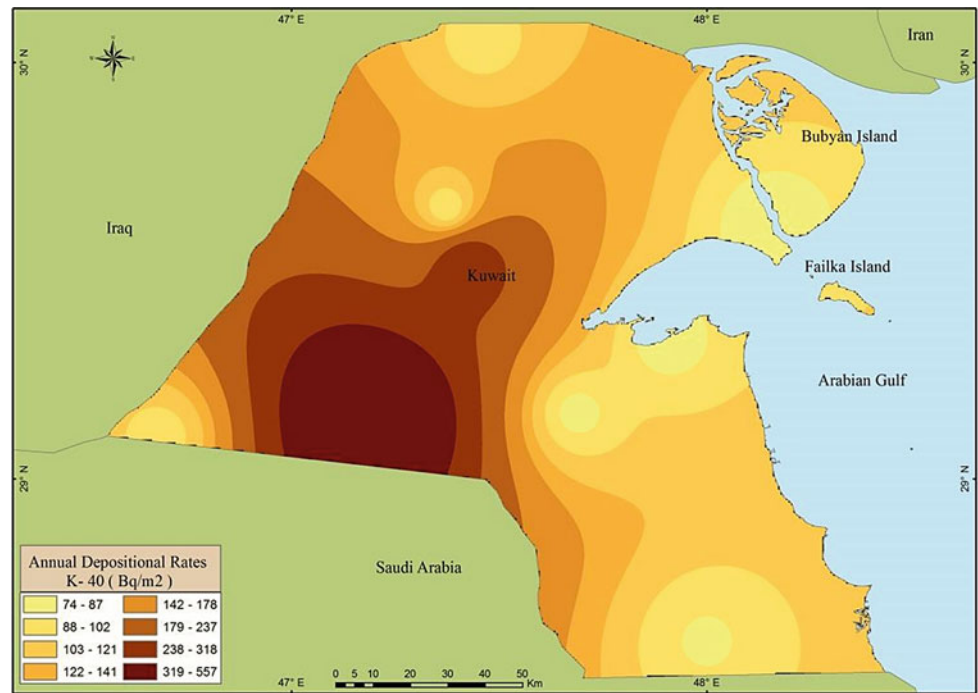 47° E
48° E
Iran
30° N
30° N
Bubyan Island
Iraq
Failka Island
Kuwait
Arabian Gulf
29° N
29° N
Saudi Arabia
Annual Depositional Rates
K- 40 ( Bq/m2 )
74 - 87
88 - 102
103 - 121
122 - 141
142 - 178
179 - 237
238 - 318
319 - 557
0 5 10 20 30 40 50
Km
47° E
48° E